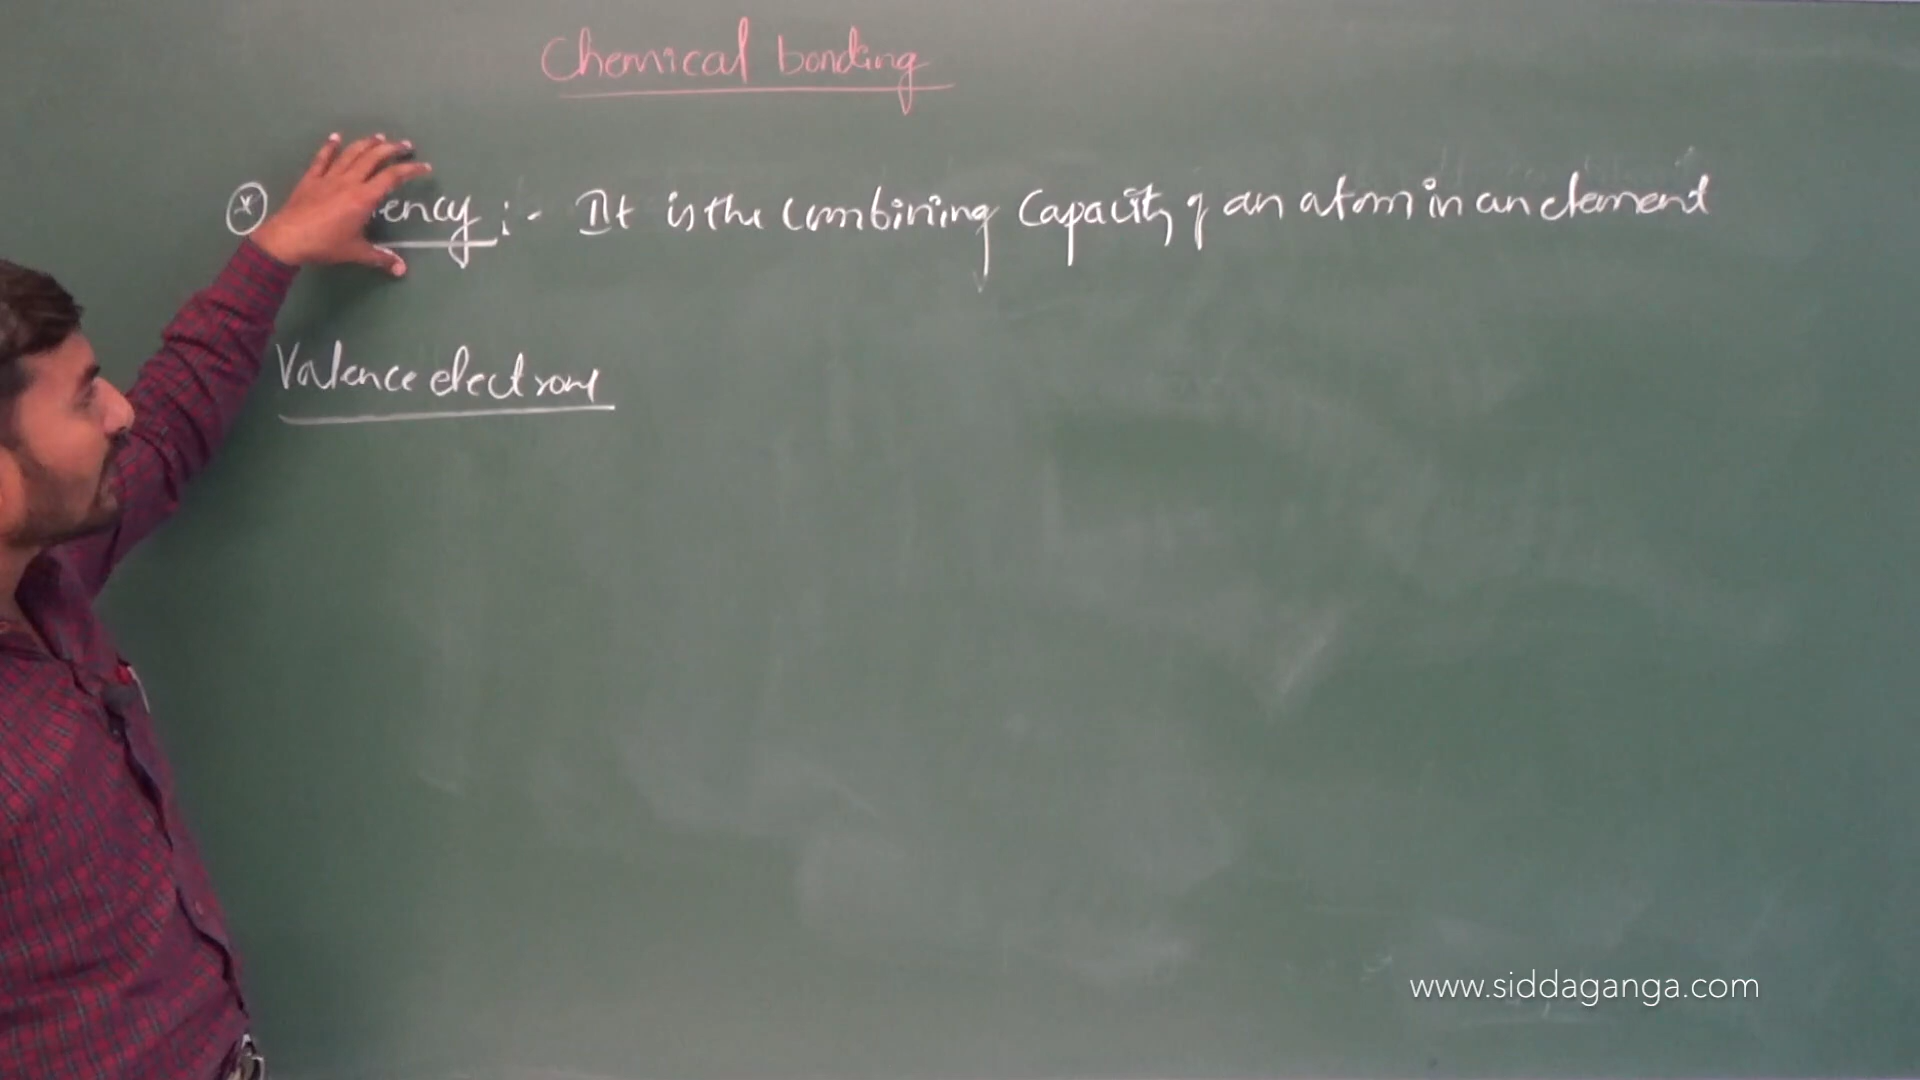 Chemical bonding
ency :- It is the combining Capacity of an atom in an element
Valence electrons
www.siddaganga.com